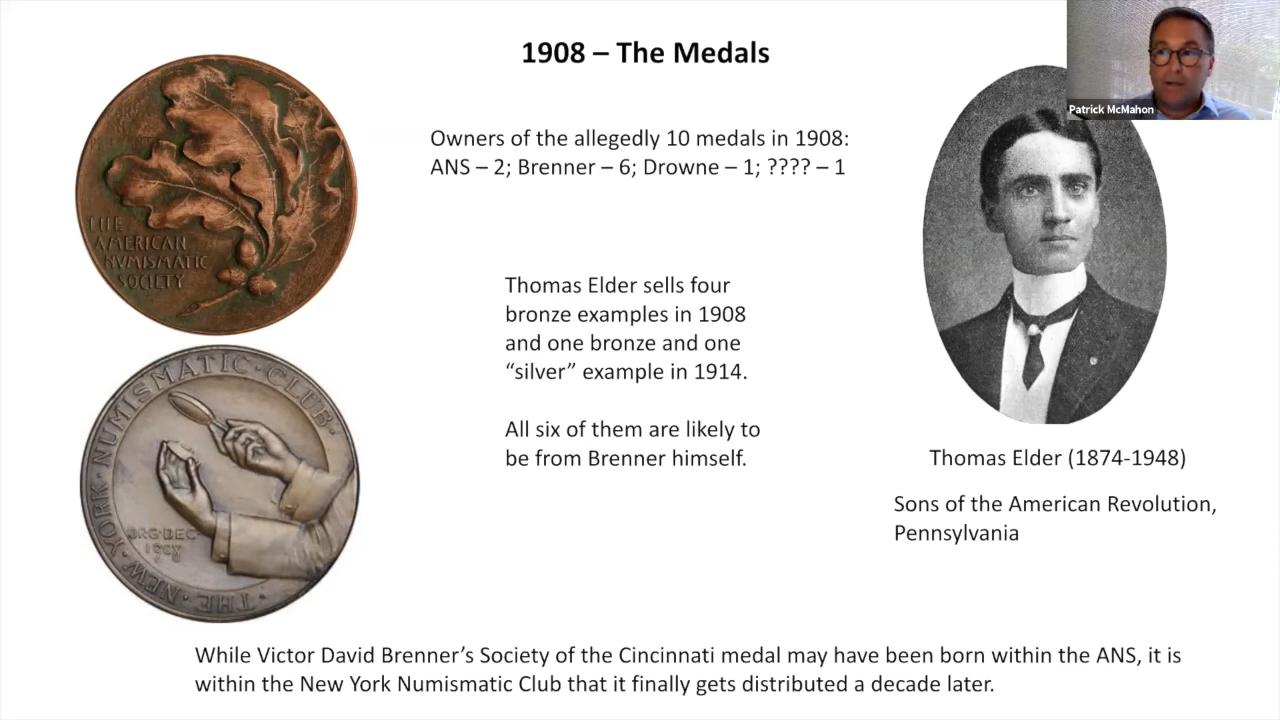 1908 – The Medals
Patrick McMahon
Owners of the allegedly 10 medals in 1908:
ANS – 2; Brenner – 6; Drowne – 1; ???? – 1
THE
AMERICAN
NUMISMATIC
SOCIETY
Thomas Elder sells four
bronze examples in 1908
and one bronze and one
“silver” example in 1914.
All six of them are likely to
be from Brenner himself.
THE·NEW·YORK·NUMISMATIC·CLUB·
ORG·DEC
Thomas Elder (1874-1948)
Sons of the American Revolution,
Pennsylvania
While Victor David Brenner’s Society of the Cincinnati medal may have been born within the ANS, it is
within the New York Numismatic Club that it finally gets distributed a decade later.